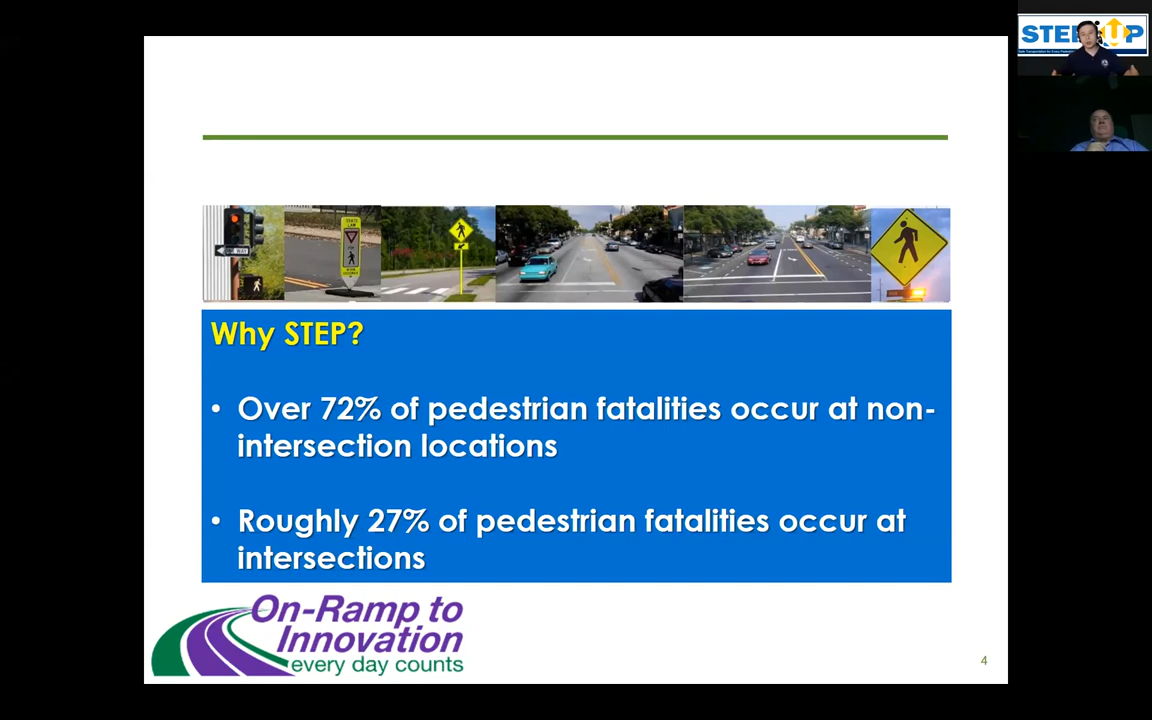 STEP UP
Why STEP?
• Over 72% of pedestrian fatalities occur at non-
intersection locations
• Roughly 27% of pedestrian fatalities occur at
intersections
On-Ramp to
Innovation
every day counts
4